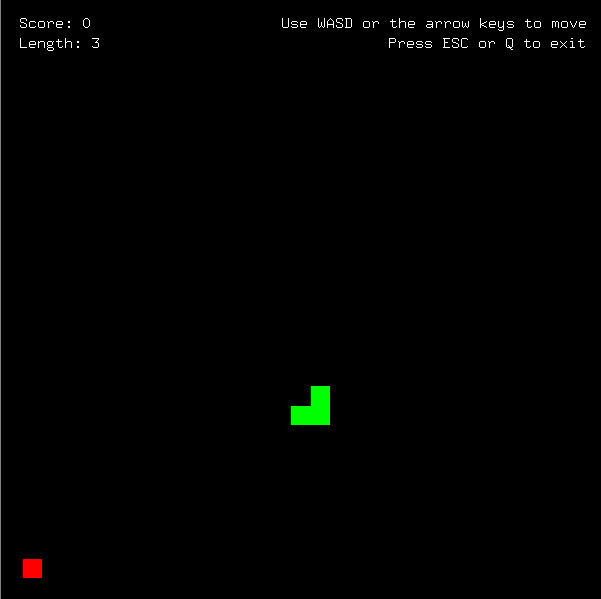 Score: 0
Use WASD or the arrow keys to move
Length: 3
Press ESC or Q to exit